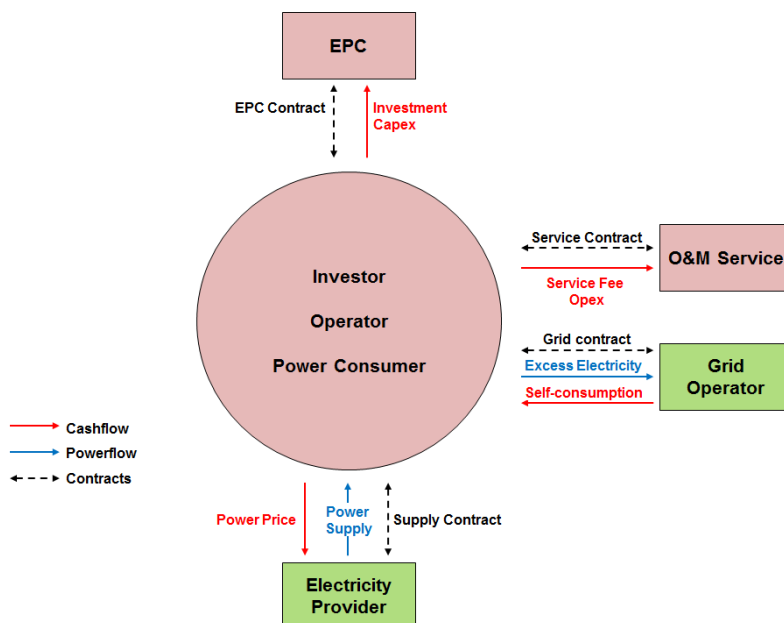 EPC
EPC Contract
Investment
Capex
Investor
Operator
Power Consumer
Service Contract
Service Fee
Opex
O&M Service
Grid contract
Excess Electricity
Self-consumption
Grid
Operator
Cashflow
Powerflow
Contracts
Power Price
Power
Supply
Supply Contract
Electricity
Provider